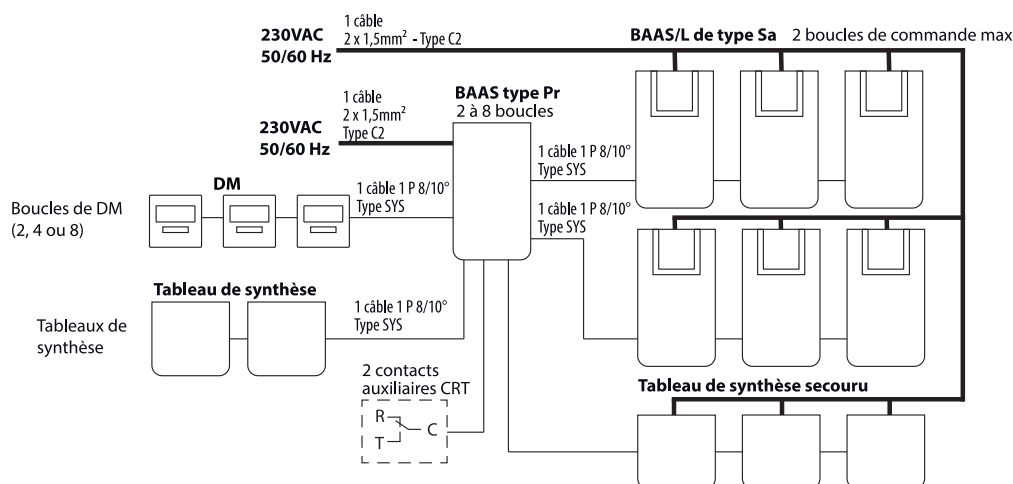 230VAC
50/60 Hz
1 câble
2 x 1,5mm² - Type C2
BAAS/L de type Sa 2 boucles de commande max
230VAC
50/60 Hz
1 câble
2 x 1,5mm²
Type C2
BAAS type Pr
2 à 8 boucles
1 câble 1 P 8/10°
Type SYS
1 câble 1 P 8/10°
Type SYS
Boucles de DM
(2, 4 ou 8)
DM
1 câble 1 P 8/10°
Type SYS
Tableaux de
synthèse
Tableau de synthèse
1 câble 1 P 8/10°
Type SYS
2 contacts
auxiliaires CRT
R
C
T
Tableau de synthèse secouru